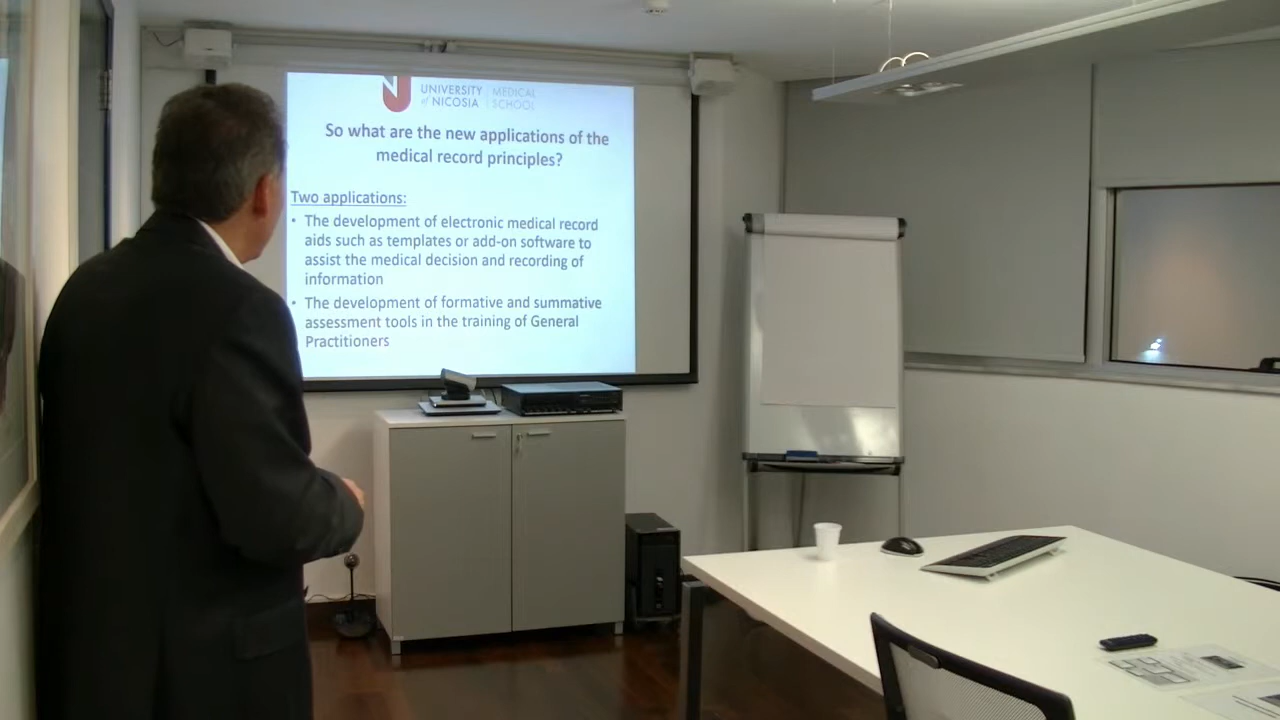 UNIVERSITY | MEDICAL
of NICOSIA | SCHOOL
So what are the new applications of the
medical record principles?
Two applications:
• The development of electronic medical record
aids such as templates or add-on software to
assist the medical decision and recording of
information
• The development of formative and summative
assessment tools in the training of General
Practitioners